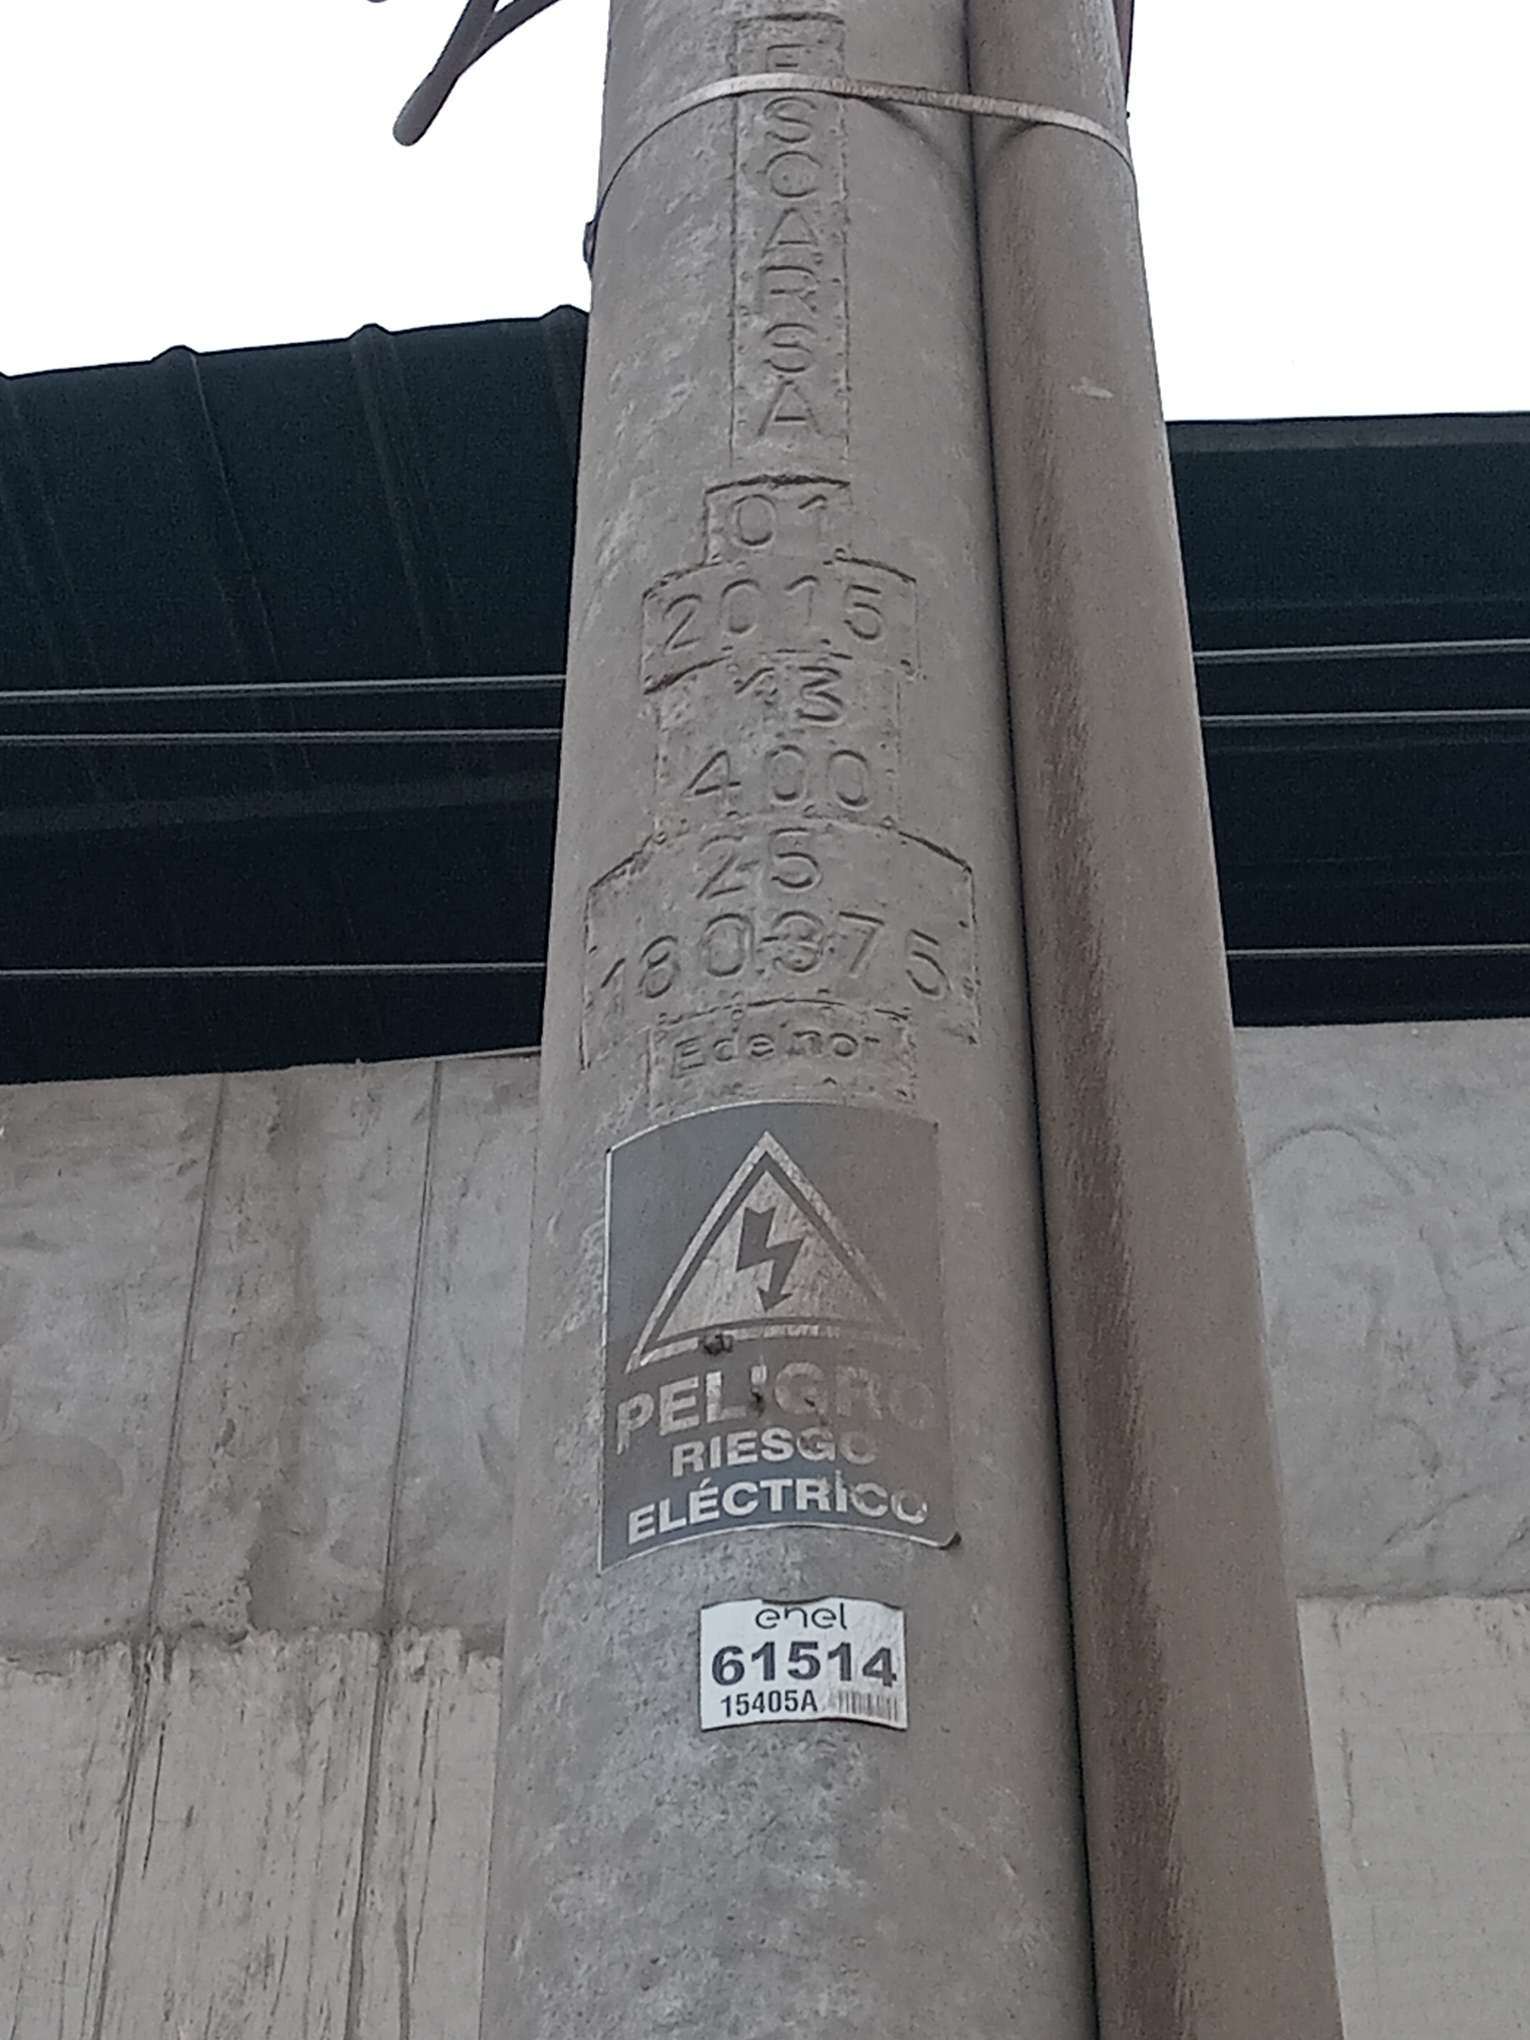 ESCARSA
01
2015
13
400
25
180375
Edelnor
PELIGRO
RIESGO
ELÉCTRICO
enel
61514
15405A